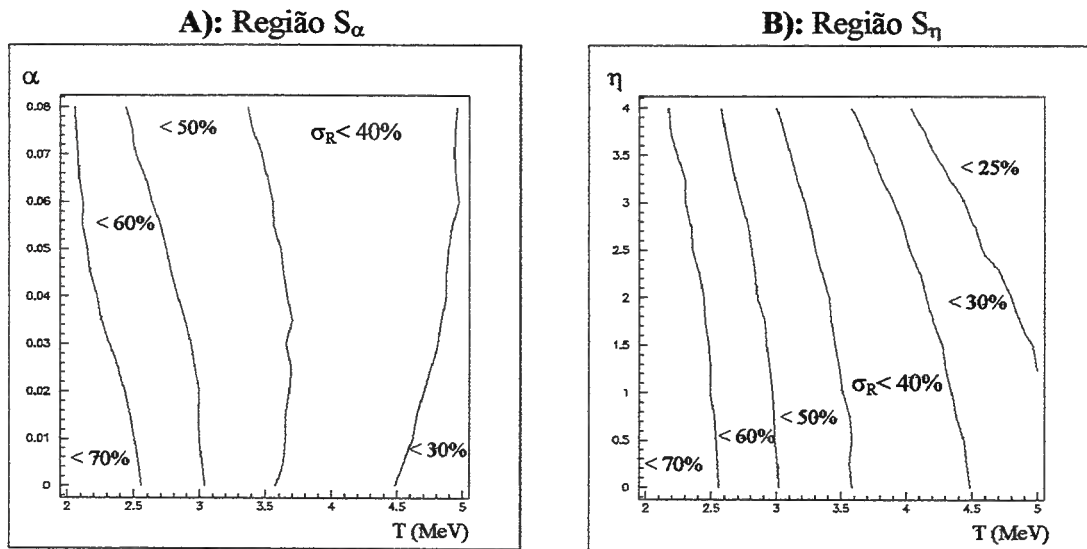 A): Região Sα
α
0.08
0.07
0.06
0.05
0.04
0.03
0.02
0.01
0
< 50%
σR< 40%
< 60%
< 70%
< 30%
2 2.5 3 3.5 4 4.5 5
T (MeV)
B): Região Sη
η
4
3.5
3
2.5
2
1.5
1
0.5
0
< 25%
< 30%
σR< 40%
< 50%
< 60%
< 70%
2 2.5 3 3.5 4 4.5 5
T (MeV)